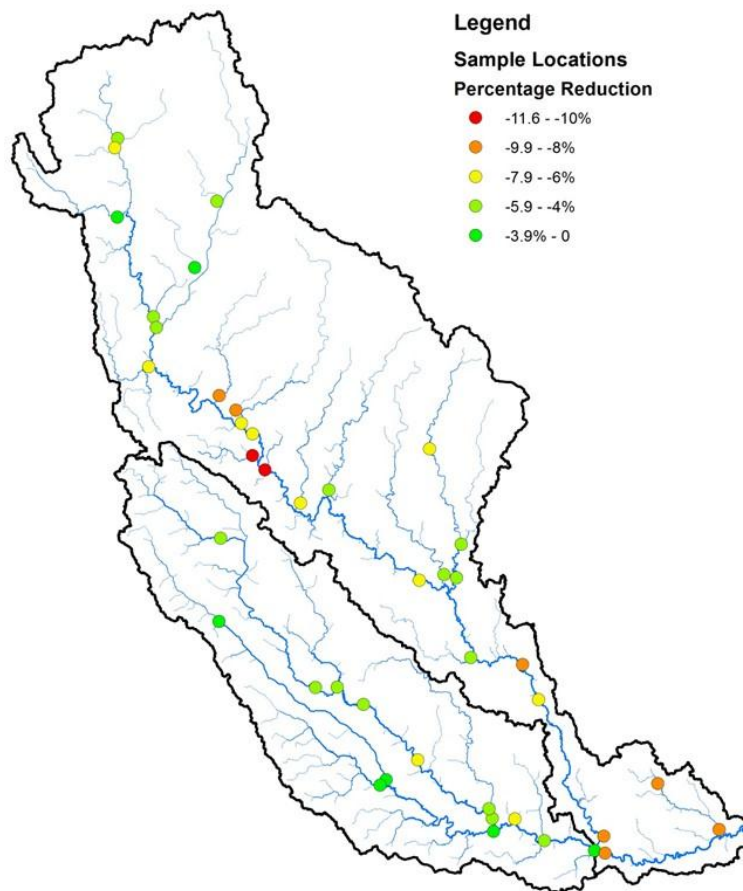 Legend
Sample Locations
Percentage Reduction
-11.6 - -10%
-9.9 - -8%
-7.9 - -6%
-5.9 - -4%
-3.9% - 0